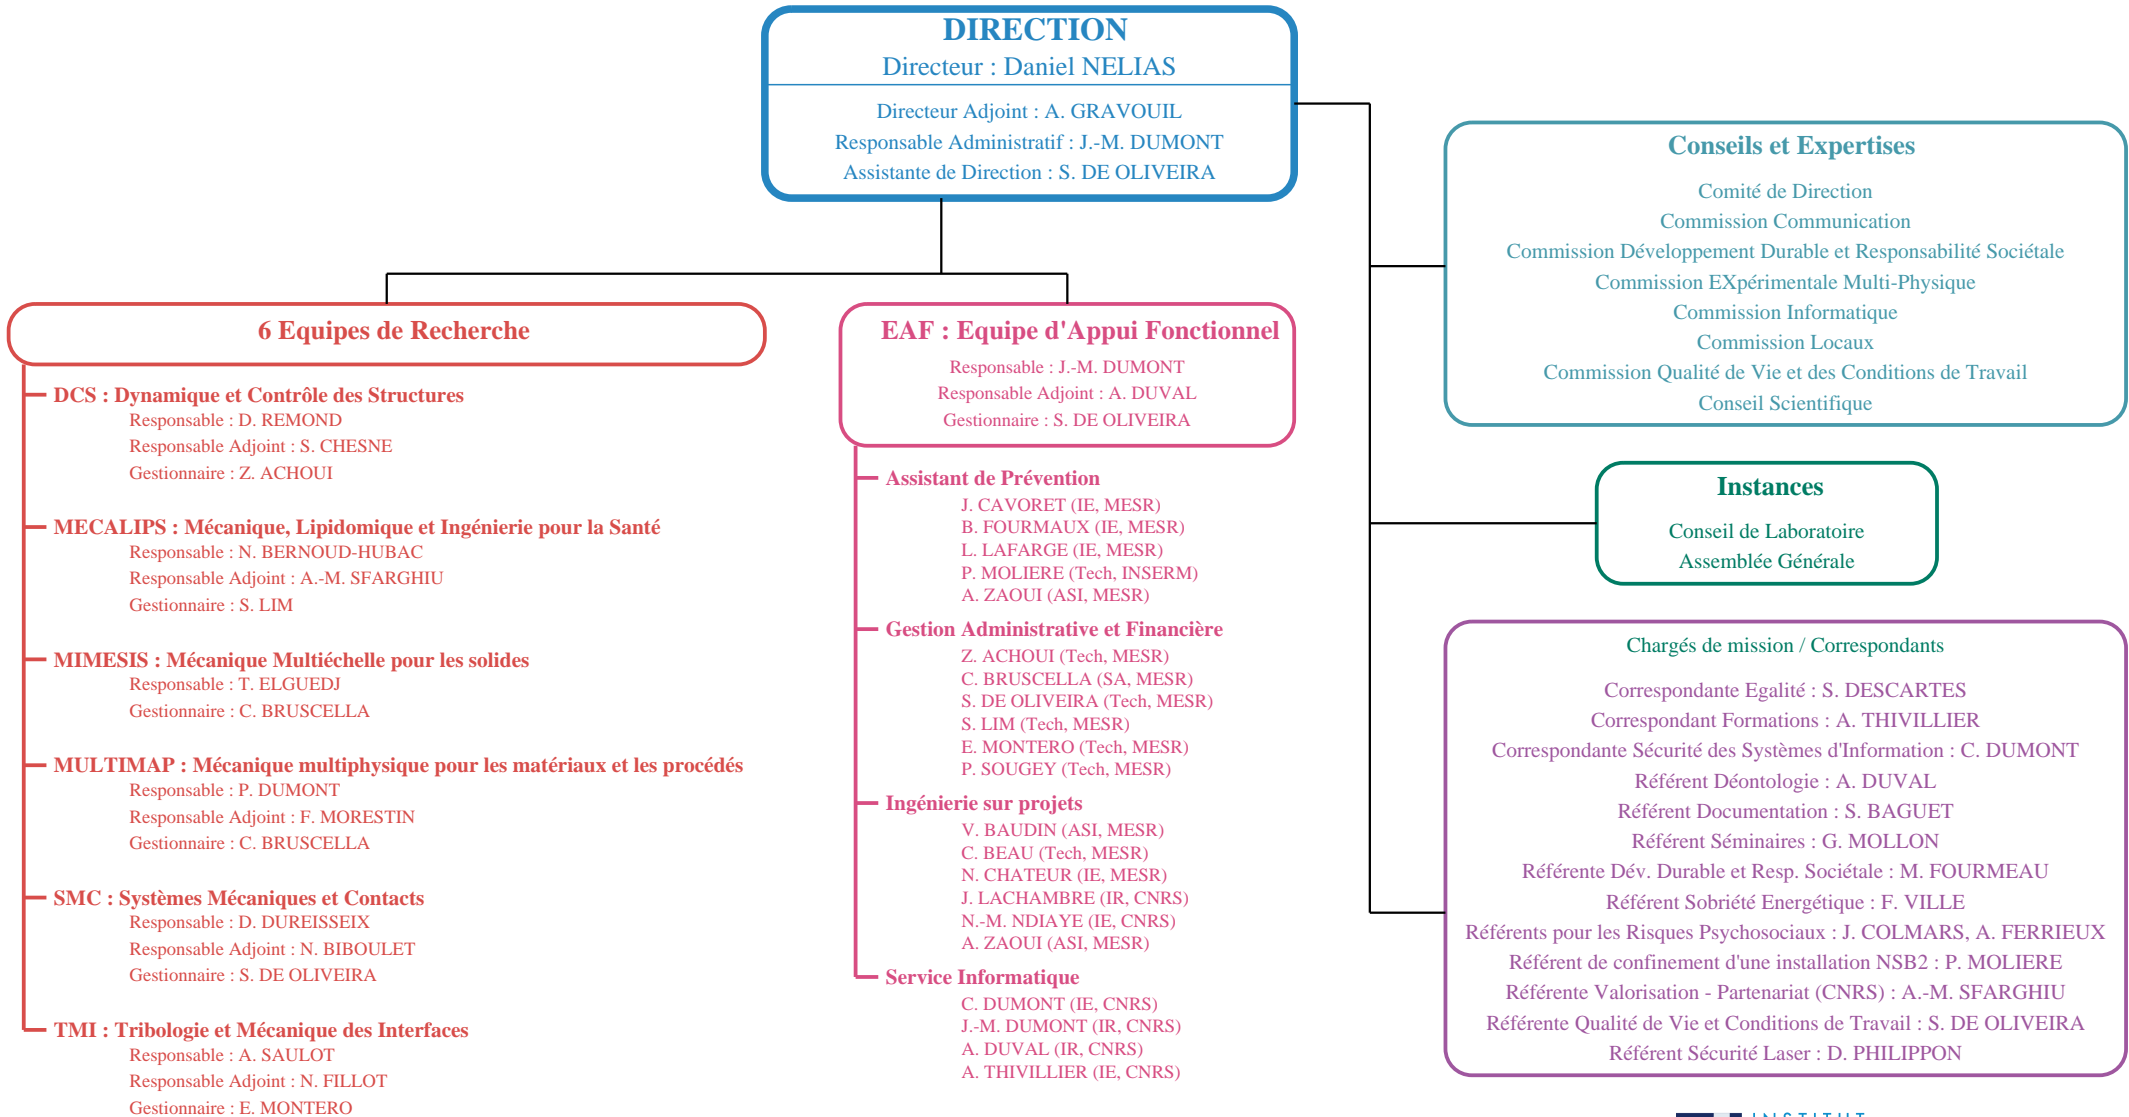 DIRECTION
Directeur : Daniel NELIAS
Directeur Adjoint : A. GRAVOUIL
Responsable Administratif : J.-M. DUMONT
Assistante de Direction : S. DE OLIVEIRA
6 Equipes de Recherche
DCS : Dynamique et Contrôle des Structures
Responsable : D. REMOND
Responsable Adjoint : S. CHESNE
Gestionnaire : Z. ACHOUI
MECALIPS : Mécanique, Lipidomique et Ingénierie pour la Santé
Responsable : N. BERNOUD-HUBAC
Responsable Adjoint : A.-M. SFARGHIU
Gestionnaire : S. LIM
MIMESIS : Mécanique Multiéchelle pour les solides
Responsable : T. ELGUEDJ
Gestionnaire : C. BRUSCELLA
MULTIMAP : Mécanique multiphysique pour les matériaux et les procédés
Responsable : P. DUMONT
Responsable Adjoint : F. MORESTIN
Gestionnaire : C. BRUSCELLA
SMC : Systèmes Mécaniques et Contacts
Responsable : D. DUREISSEIX
Responsable Adjoint : N. BIBOULET
Gestionnaire : S. DE OLIVEIRA
TMI : Tribologie et Mécanique des Interfaces
Responsable : A. SAULOT
Responsable Adjoint : N. FILLOT
Gestionnaire : E. MONTERO
EAF : Equipe d'Appui Fonctionnel
Responsable : J.-M. DUMONT
Responsable Adjoint : A. DUVAL
Gestionnaire : S. DE OLIVEIRA
Assistant de Prévention
J. CAVORET (IE, MESR)
B. FOURMAUX (IE, MESR)
L. LAFARGE (IE, MESR)
P. MOLIERE (Tech, INSERM)
A. ZAOUI (ASI, MESR)
Gestion Administrative et Financière
Z. ACHOUI (Tech, MESR)
C. BRUSCELLA (SA, MESR)
S. DE OLIVEIRA (Tech, MESR)
S. LIM (Tech, MESR)
E. MONTERO (Tech, MESR)
P. SOUGEY (Tech, MESR)
Ingénierie sur projets
V. BAUDIN (ASI, MESR)
C. BEAU (Tech, MESR)
N. CHATEUR (IE, MESR)
J. LACHAMBRE (IR, CNRS)
N.-M. NDIAYE (IE, CNRS)
A. ZAOUI (ASI, MESR)
Service Informatique
C. DUMONT (IE, CNRS)
J.-M. DUMONT (IR, CNRS)
A. DUVAL (IR, CNRS)
A. THIVILLIER (IE, CNRS)
Conseils et Expertises
Comité de Direction
Commission Communication
Commission Développement Durable et Responsabilité Sociétale
Commission EXpérimentale Multi-Physique
Commission Informatique
Commission Locaux
Commission Qualité de Vie et des Conditions de Travail
Conseil Scientifique
Instances
Conseil de Laboratoire
Assemblée Générale
Chargés de mission / Correspondants
Correspondante Egalité : S. DESCARTES
Correspondant Formations : A. THIVILLIER
Correspondante Sécurité des Systèmes d'Information : C. DUMONT
Référent Déontologie : A. DUVAL
Référent Documentation : S. BAGUET
Référent Séminaires : G. MOLLON
Référente Dév. Durable et Resp. Sociétale : M. FOURMEAU
Référent Sobriété Energétique : F. VILLE
Référents pour les Risques Psychosociaux : J. COLMARS, A. FERRIEUX
Référent de confinement d'une installation NSB2 : P. MOLIERE
Référente Valorisation - Partenariat (CNRS) : A.-M. SFARGHIU
Référente Qualité de Vie et Conditions de Travail : S. DE OLIVEIRA
Référent Sécurité Laser : D. PHILIPPON
INSTITUT